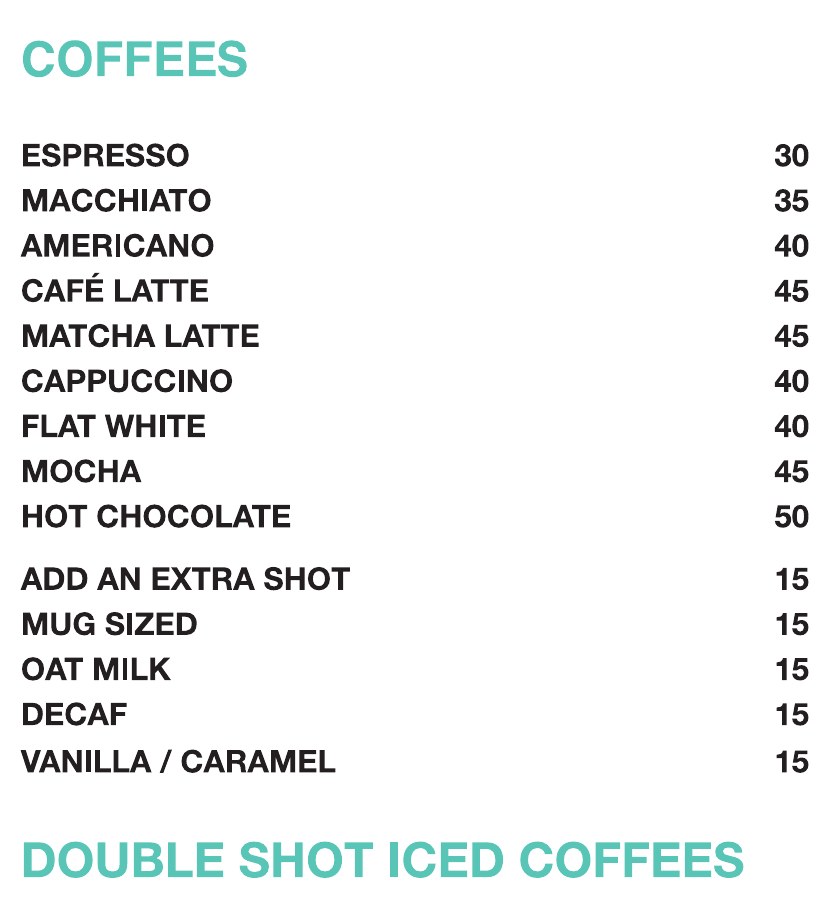 COFFEES
ESPRESSO 30
MACCHIATO 35
AMERICANO 40
CAFÉ LATTE 45
MATCHA LATTE 45
CAPPUCCINO 40
FLAT WHITE 40
MOCHA 45
HOT CHOCOLATE 50
ADD AN EXTRA SHOT 15
MUG SIZED 15
OAT MILK 15
DECAF 15
VANILLA / CARAMEL 15
DOUBLE SHOT ICED COFFEES